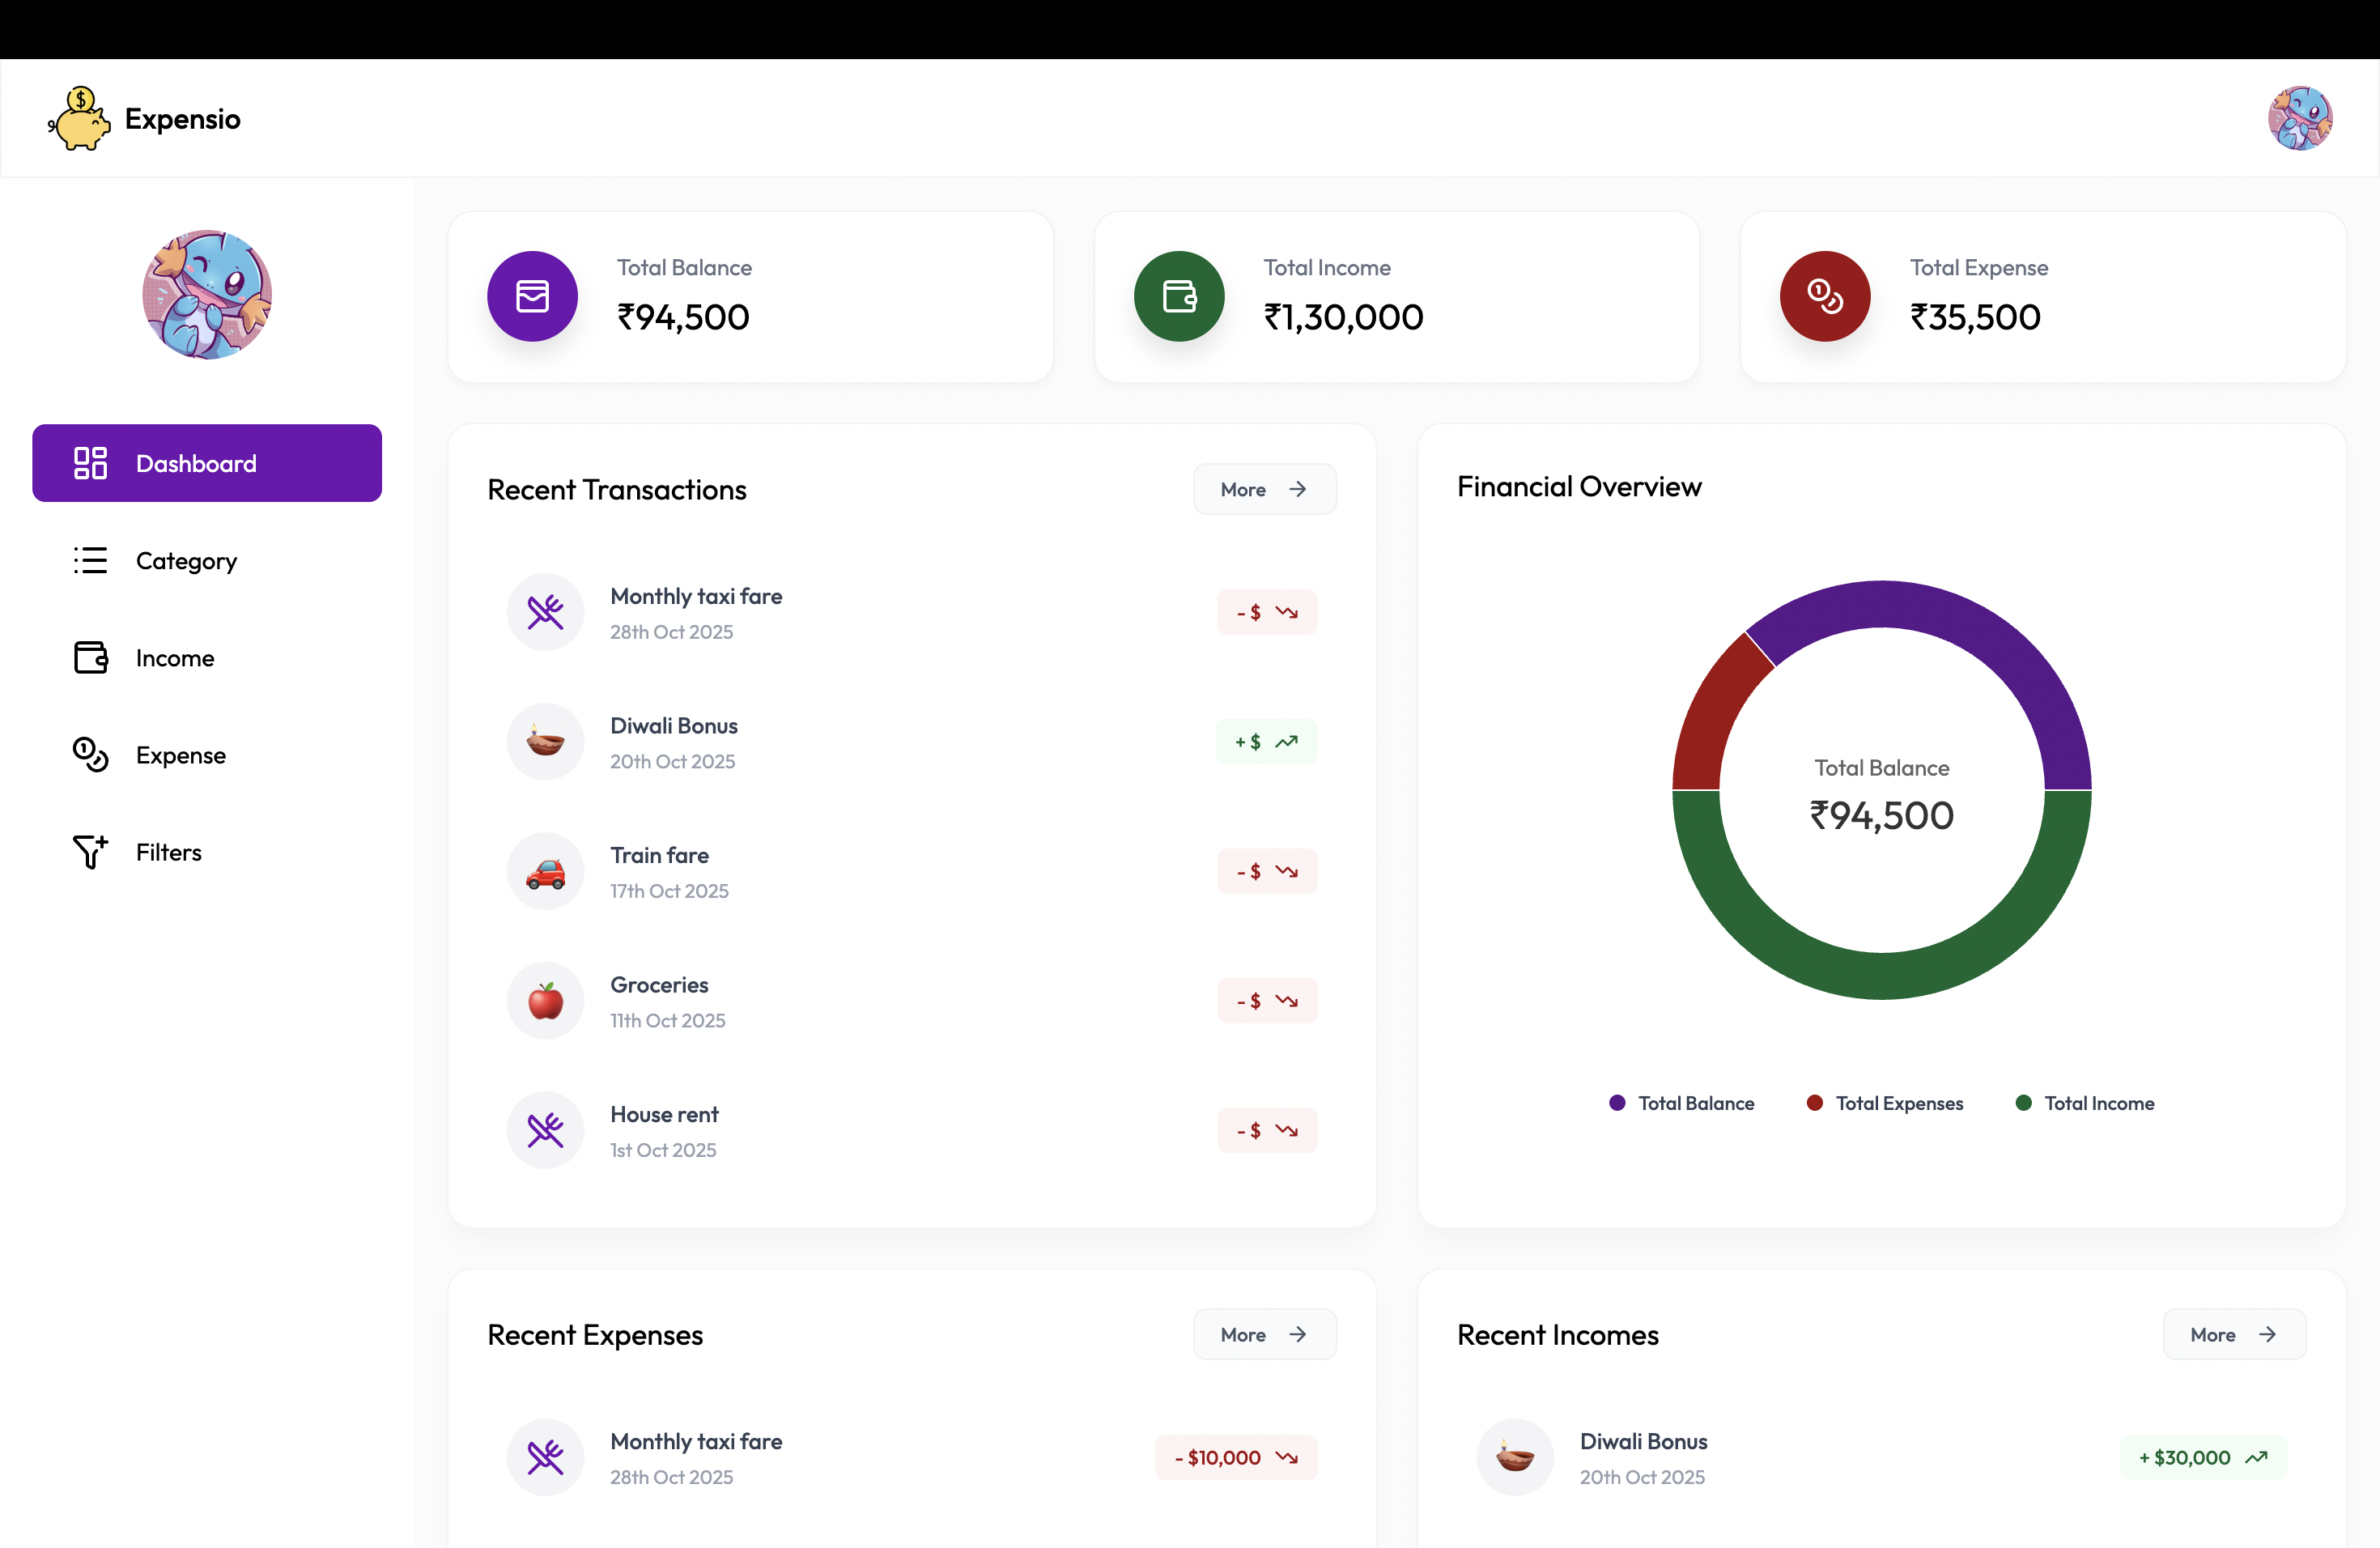 Expensio
Total Balance
₹94,500
Total Income
₹1,30,000
Total Expense
₹35,500
Dashboard
Category
Income
Expense
Filters
Recent Transactions
More
Monthly taxi fare
28th Oct 2025
- $
Diwali Bonus
20th Oct 2025
+ $
Train fare
17th Oct 2025
- $
Groceries
11th Oct 2025
- $
House rent
1st Oct 2025
- $
Financial Overview
Total Balance
₹94,500
Total Balance
Total Expenses
Total Income
Recent Expenses
More
Monthly taxi fare
28th Oct 2025
- $10,000
Recent Incomes
More
Diwali Bonus
20th Oct 2025
+ $30,000